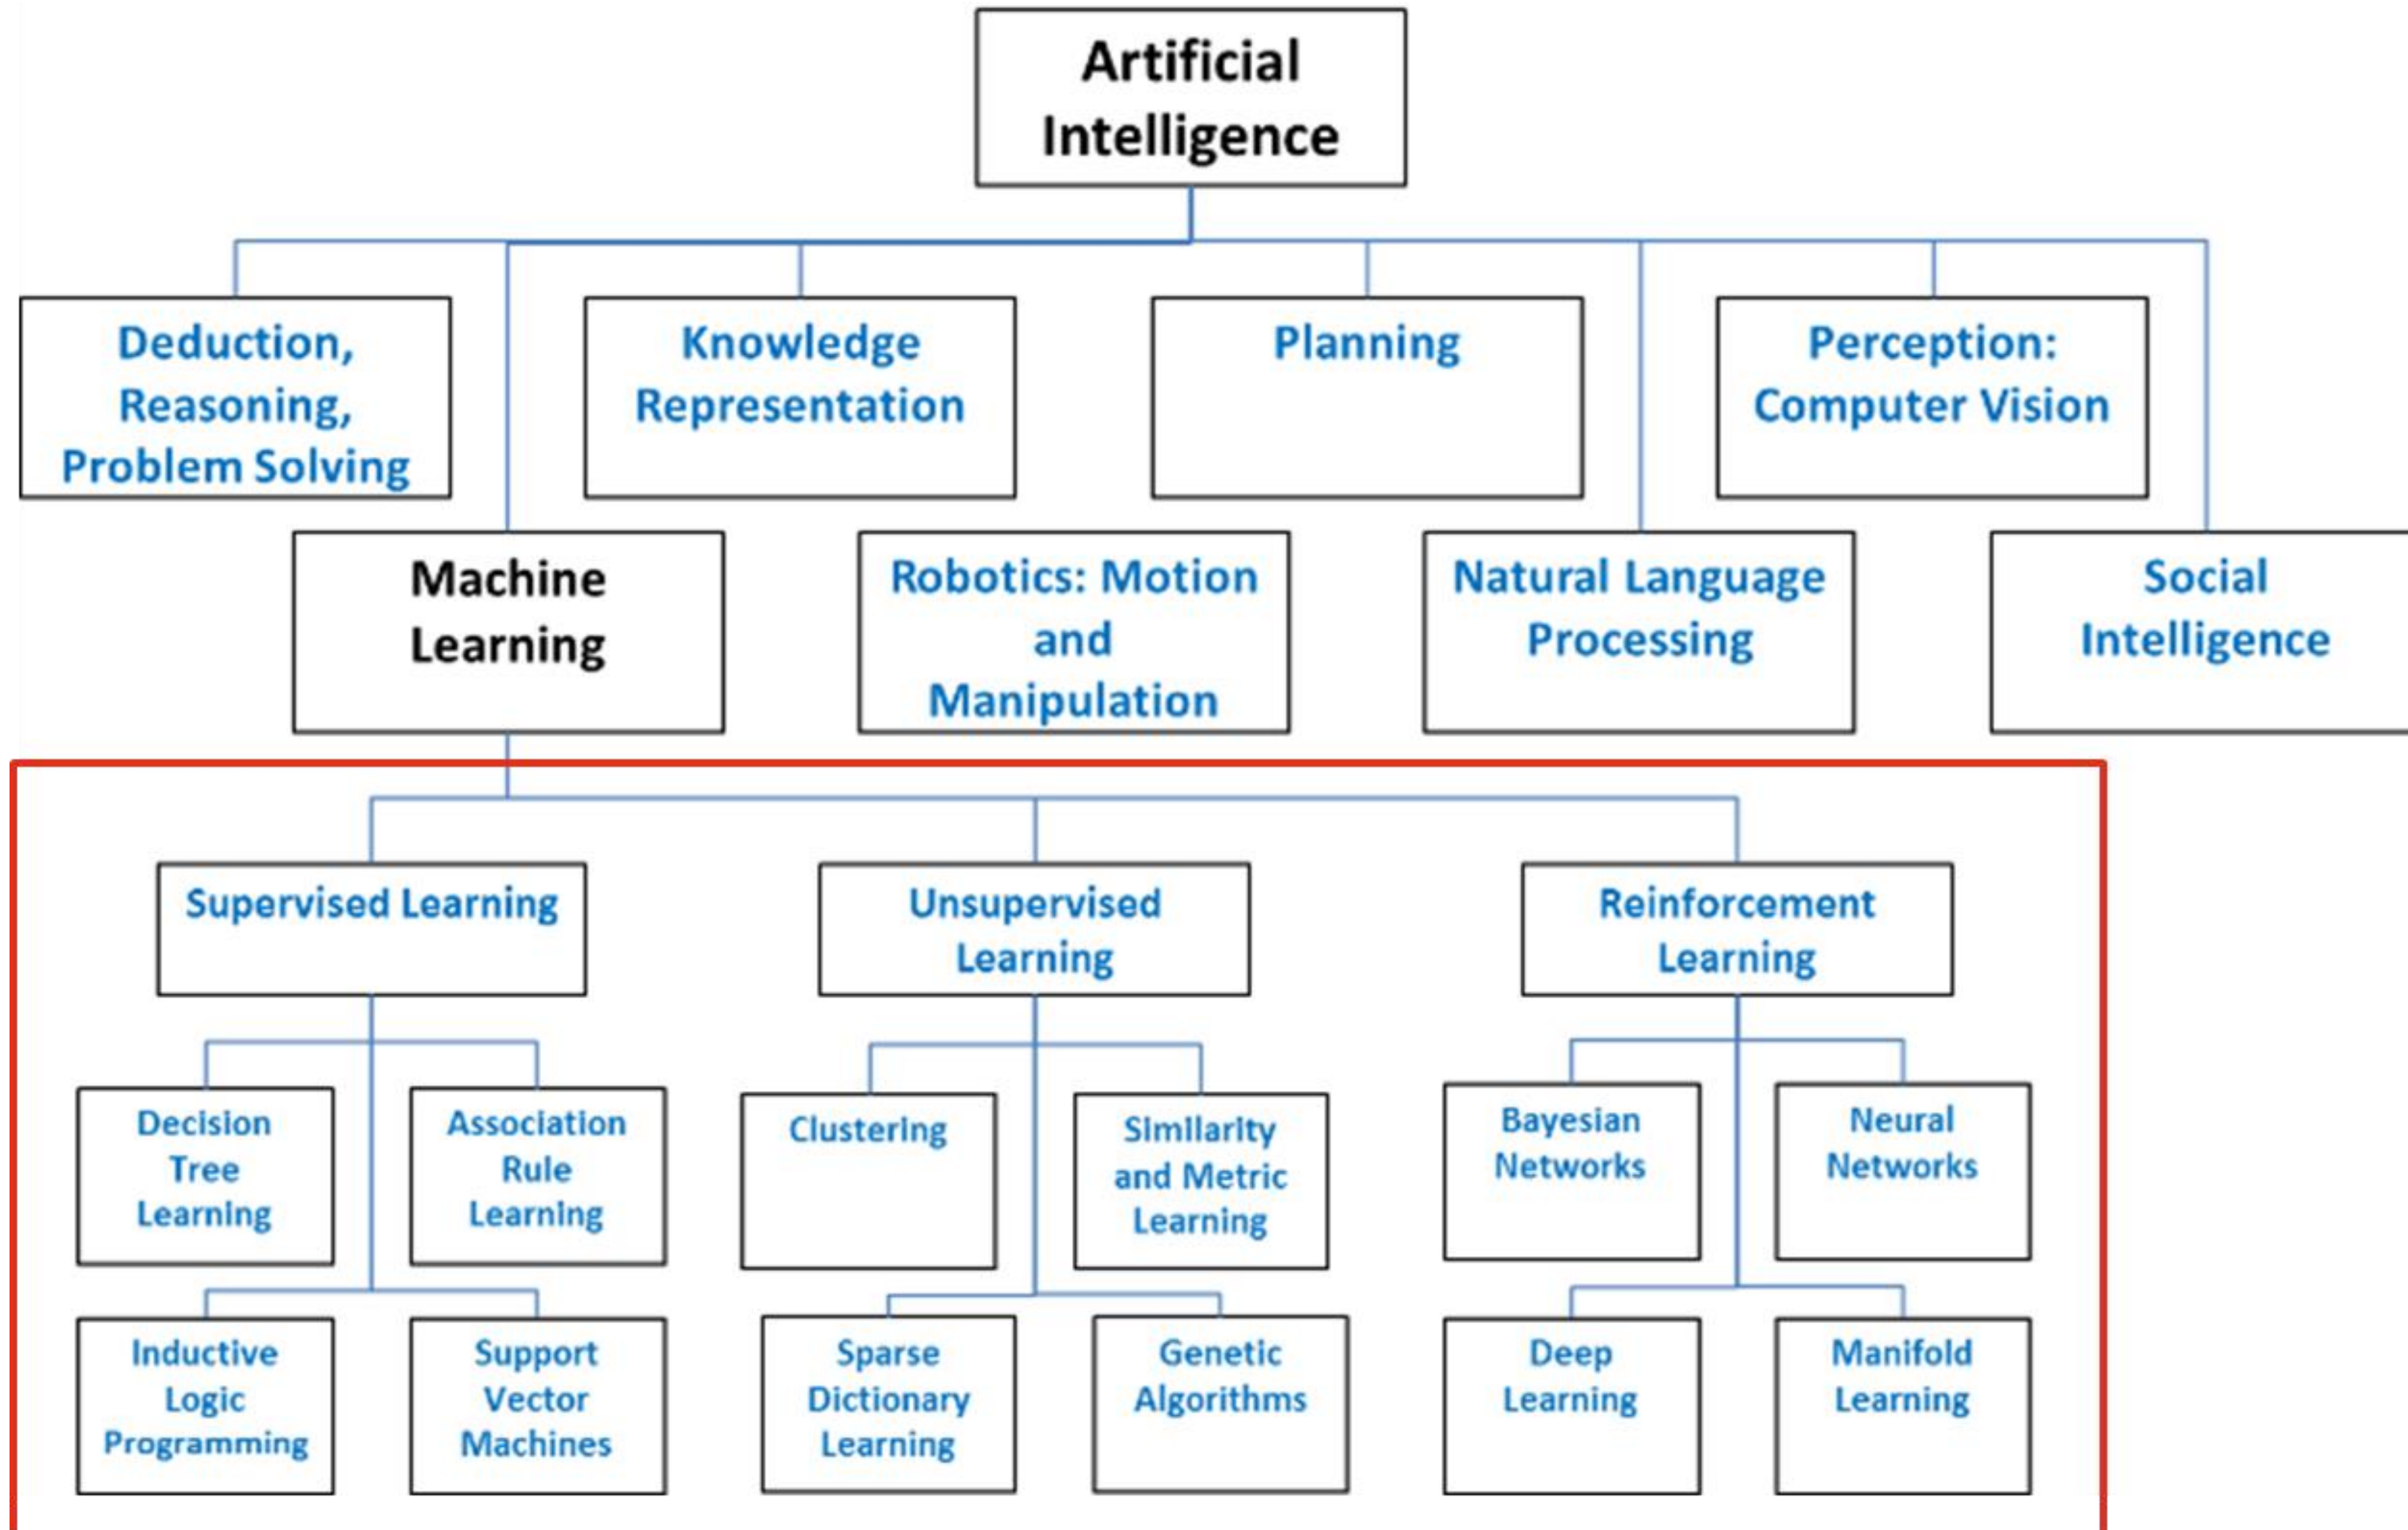 Artificial
Intelligence
Deduction,
Reasoning,
Problem Solving
Knowledge
Representation
Planning
Perception:
Computer Vision
Machine
Learning
Robotics: Motion
and
Manipulation
Natural Language
Processing
Social
Intelligence
Supervised Learning
Unsupervised
Learning
Reinforcement
Learning
Decision
Tree
Learning
Association
Rule
Learning
Clustering
Similarity
and Metric
Learning
Bayesian
Networks
Neural
Networks
Inductive
Logic
Programming
Support
Vector
Machines
Sparse
Dictionary
Learning
Genetic
Algorithms
Deep
Learning
Manifold
Learning